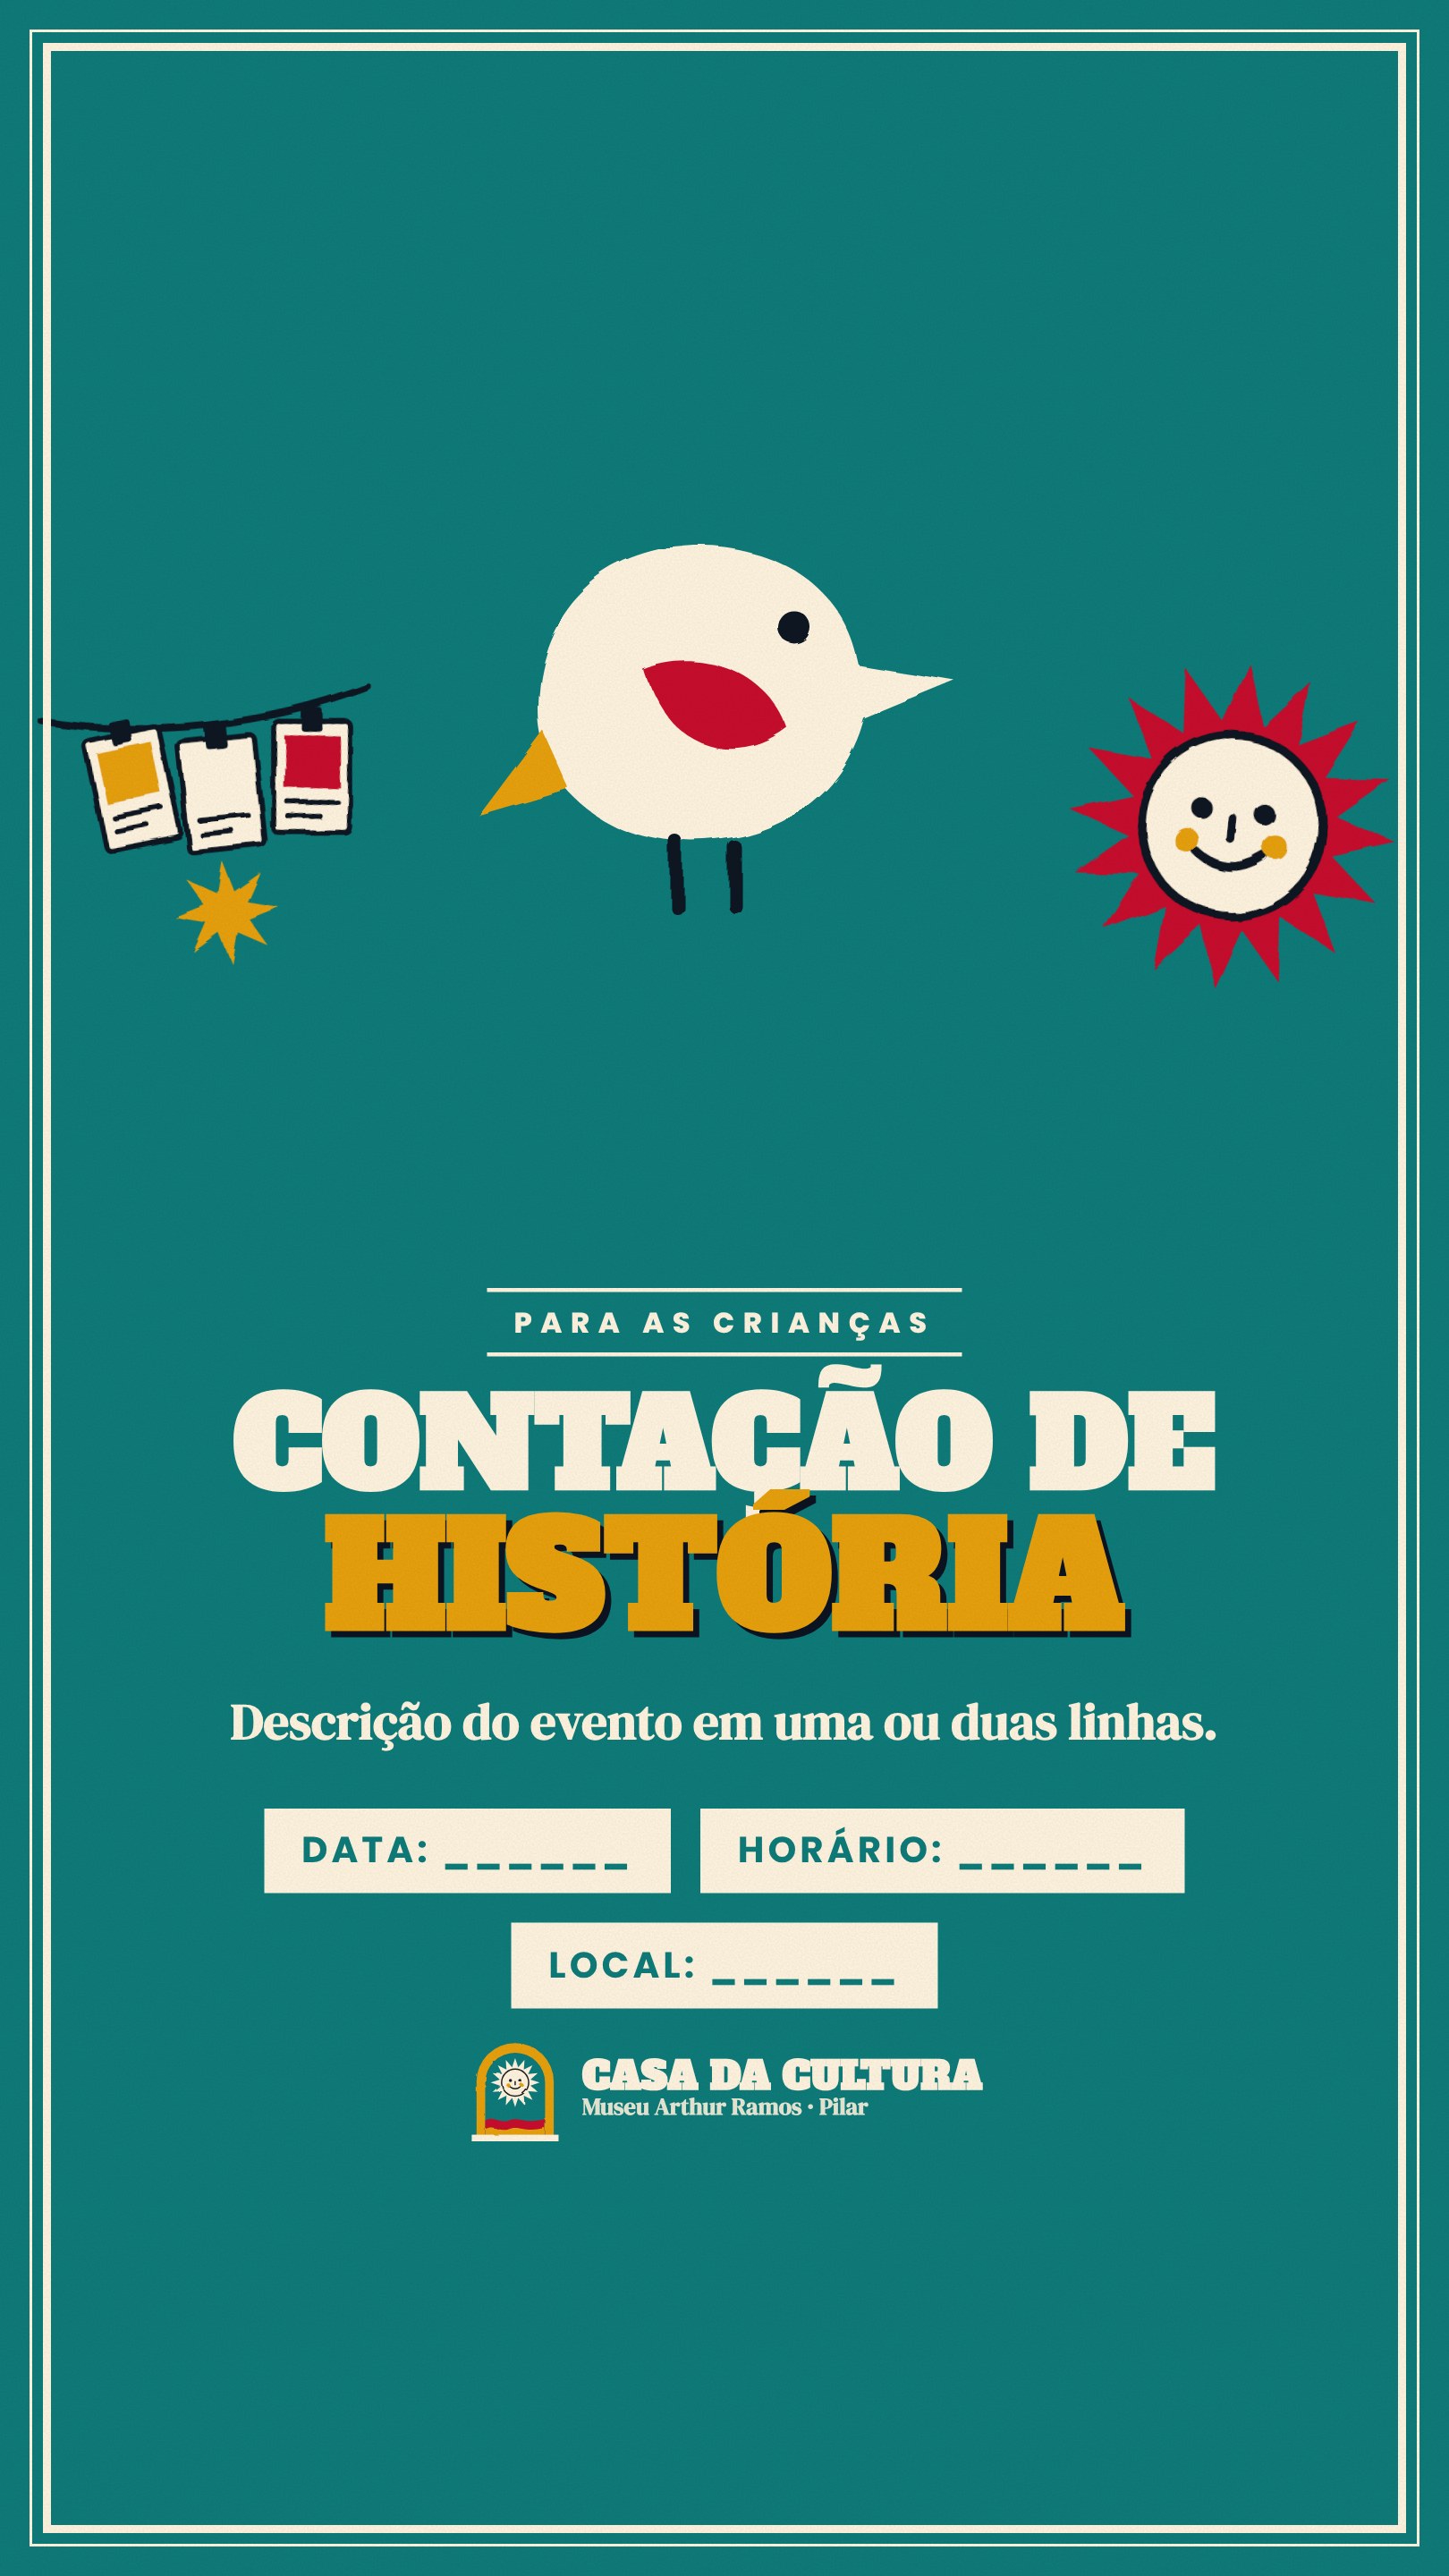 PARA AS CRIANÇAS
CONTAÇÃO DE
HISTÓRIA
Descrição do evento em uma ou duas linhas.
DATA: ______ HORÁRIO: ______
LOCAL: ______
CASA DA CULTURA
Museu Arthur Ramos • Pilar